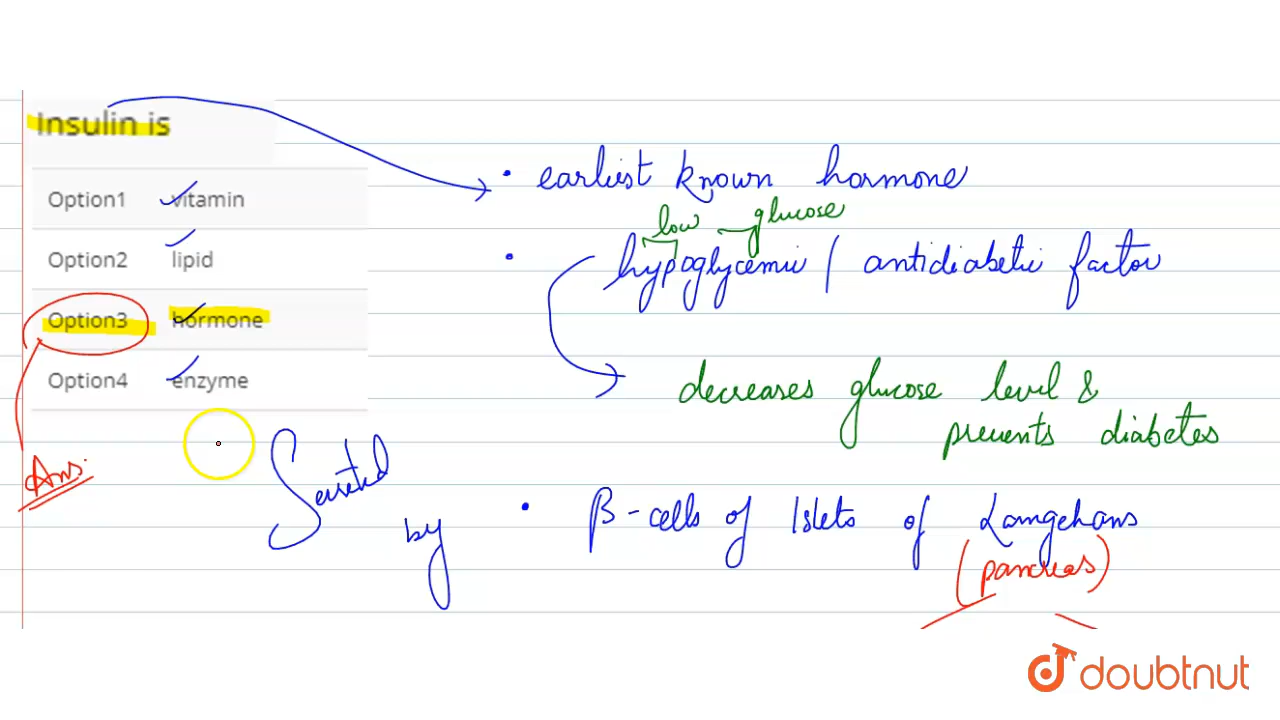 Insulin is
Option1 vitamin
Option2 lipid
Option3 hormone
Option4 enzyme
Ans.
• earliest known hormone
low glucose
• hypoglycemic / antidiabetic factor
decreases glucose level &
prevents diabetes
Secreted
by
• β-cells of Islets of Langehans
(pancreas)
doubtnut